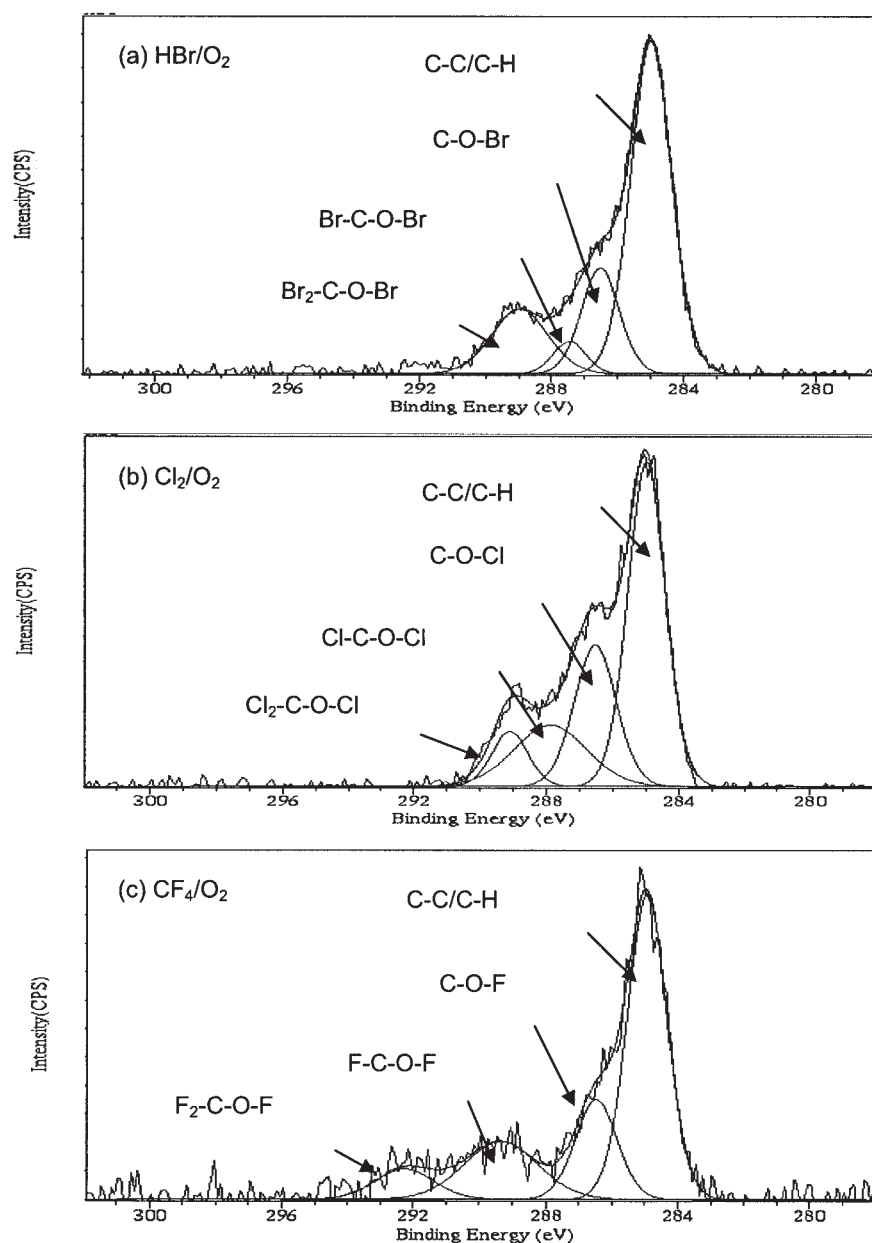 (a) HBr/O₂
C-C/C-H
C-O-Br
Br-C-O-Br
Br₂-C-O-Br
Intensity(CPS)
300 296 292 288 284 280
Binding Energy (eV)
(b) Cl₂/O₂
C-C/C-H
C-O-Cl
Cl-C-O-Cl
Cl₂-C-O-Cl
Intensity(CPS)
300 296 292 288 284 280
Binding Energy (eV)
(c) CF₄/O₂
C-C/C-H
C-O-F
F-C-O-F
F₂-C-O-F
Intensity(CPS)
300 296 292 288 284 280
Binding Energy (eV)